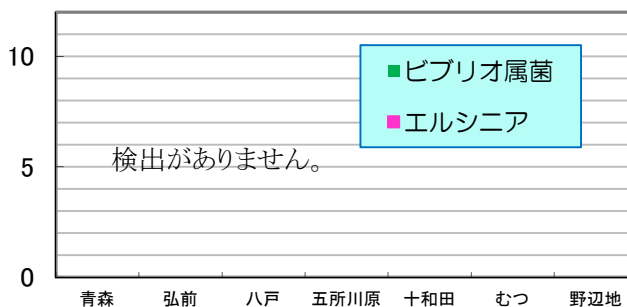 10
ビブリオ属菌
エルシニア
検出がありません。
5
0
青森 弘前 八戸 五所川原 十和田 むつ 野辺地